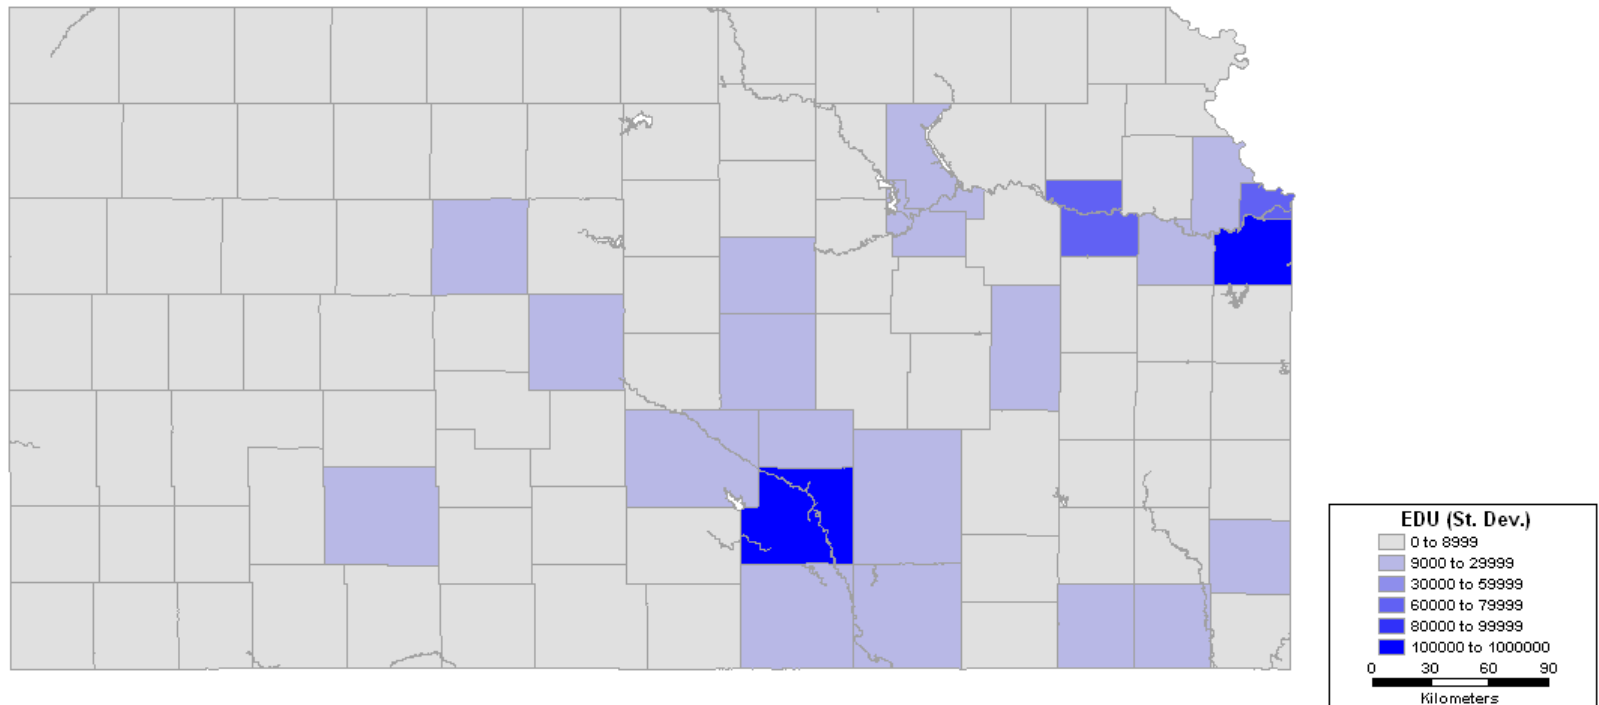 EDU (St. Dev.)
0 to 8999
9000 to 29999
30000 to 59999
60000 to 79999
80000 to 99999
100000 to 1000000
0 30 60 90
Kilometers